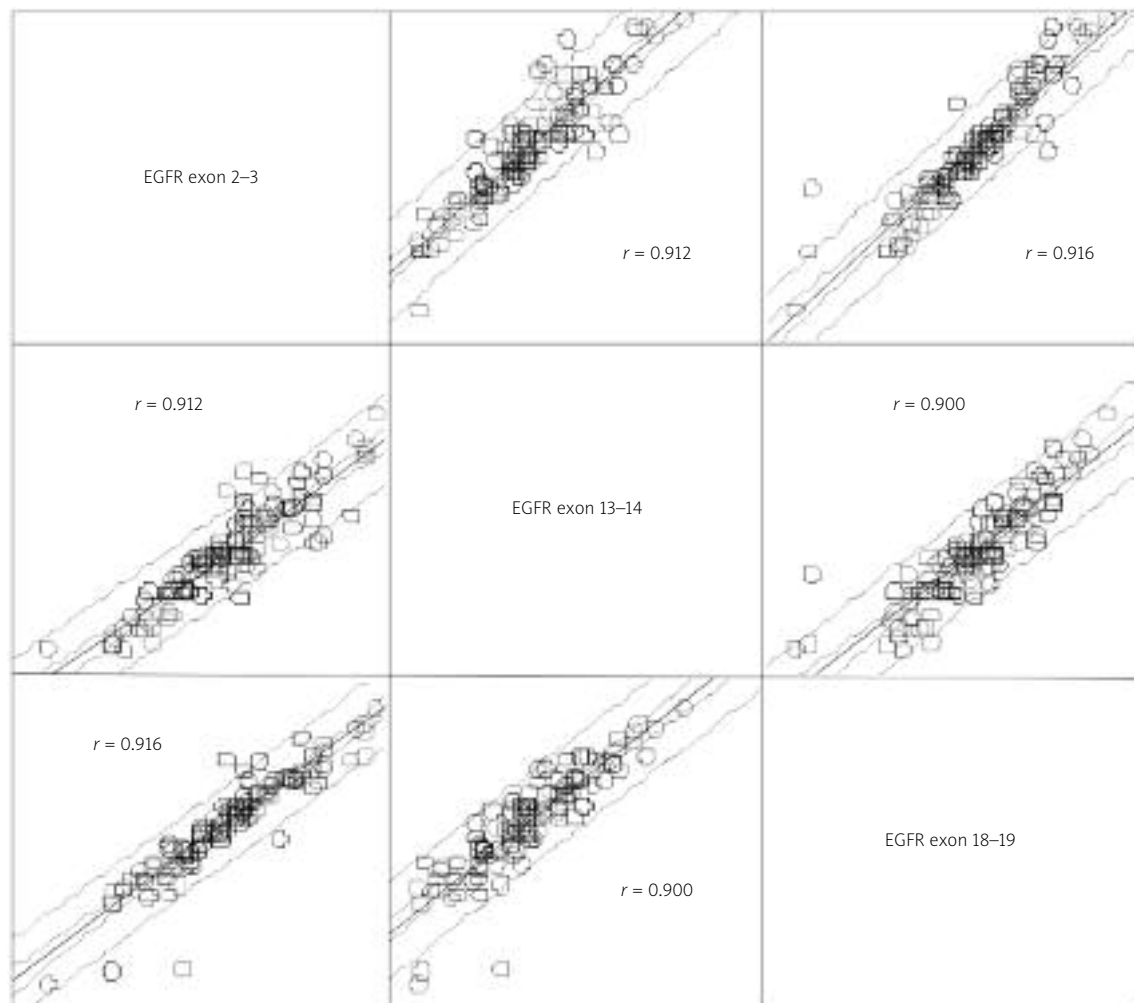 EGFR exon 2–3
r = 0.912
r = 0.916
r = 0.912
EGFR exon 13–14
r = 0.900
r = 0.916
r = 0.900
EGFR exon 18–19